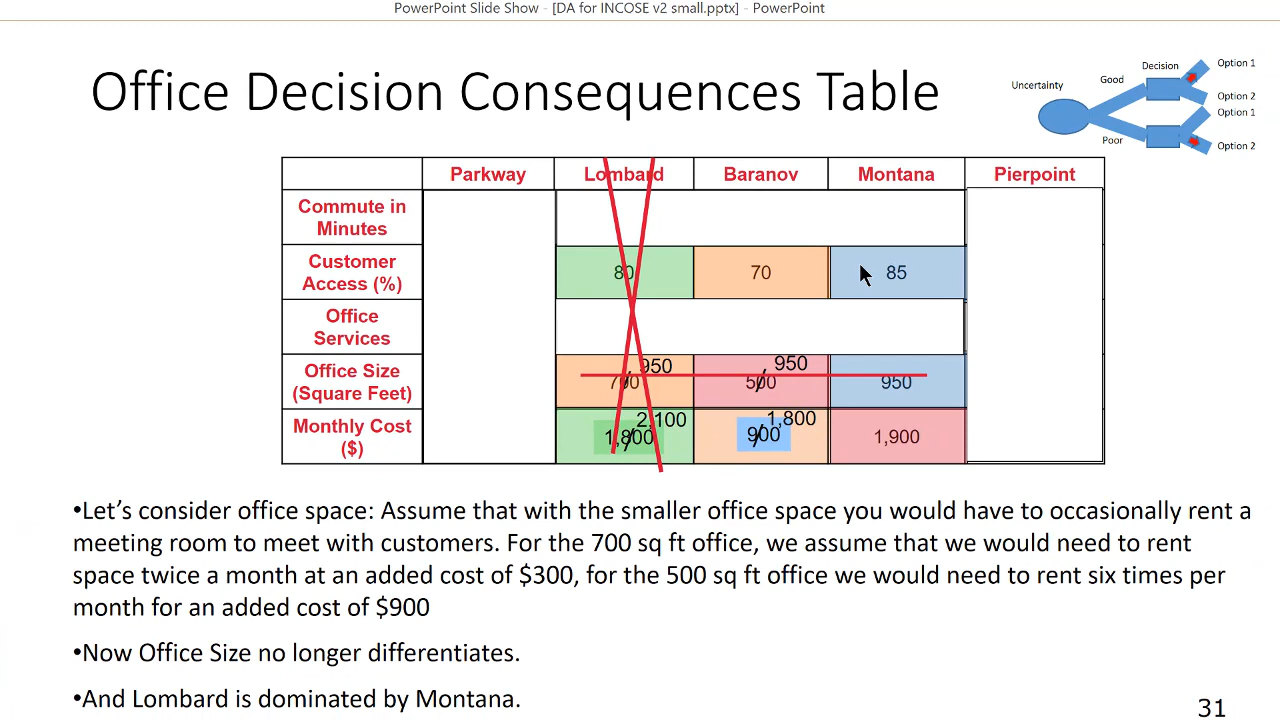 PowerPoint Slide Show - [DA for INCOSE v2 small.pptx] - PowerPoint
Office Decision Consequences Table
Uncertainty
Good
Poor
Decision
Option 1
Option 2
Option 1
Option 2
Parkway Lombard Baranov Montana Pierpoint
Commute in
Minutes
Customer
Access (%)
80 70 85
Office
Services
Office Size
(Square Feet)
700 950 500 950 950
Monthly Cost
($)
1,800 2,100 900 1,800 1,900
•Let’s consider office space: Assume that with the smaller office space you would have to occasionally rent a
meeting room to meet with customers. For the 700 sq ft office, we assume that we would need to rent
space twice a month at an added cost of $300, for the 500 sq ft office we would need to rent six times per
month for an added cost of $900
•Now Office Size no longer differentiates.
•And Lombard is dominated by Montana.
31